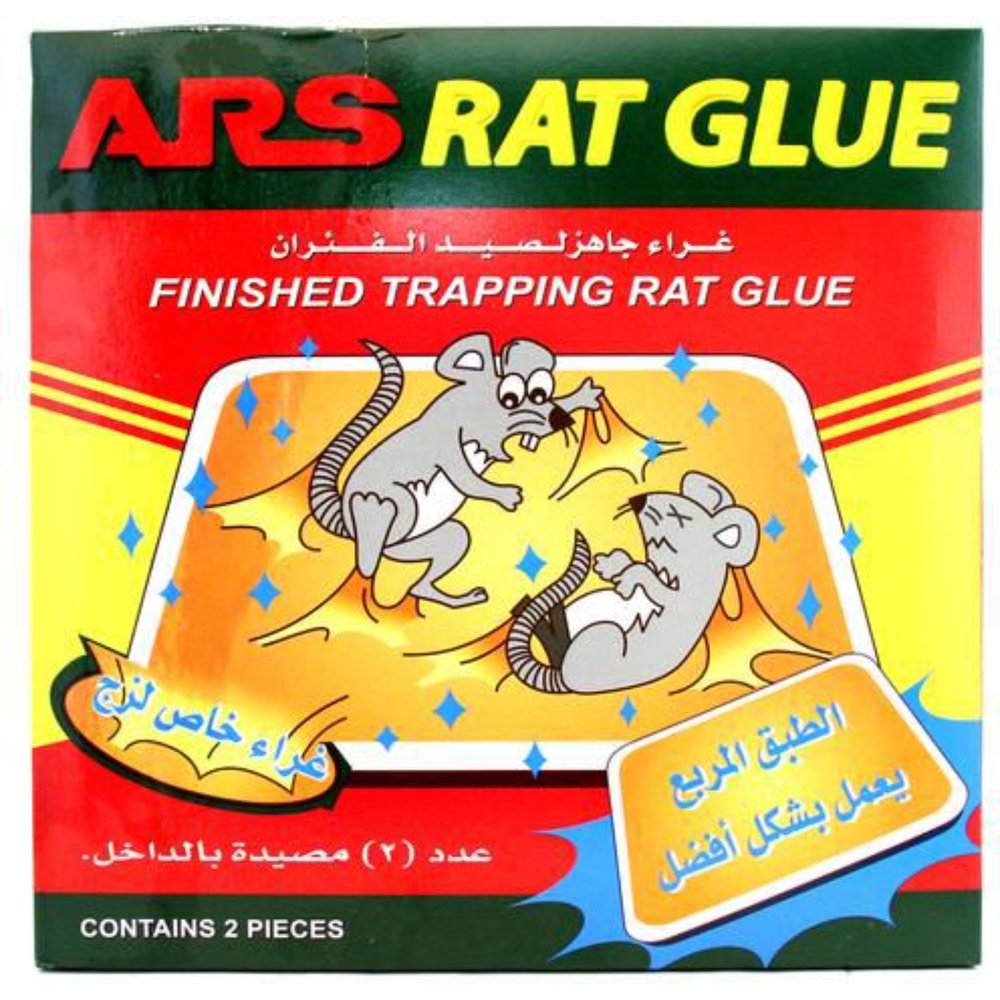 ARS RAT GLUE
غراء جاهز لصيد الفئران
FINISHED TRAPPING RAT GLUE
غراء خاص لزج
الطبق المربع
يعمل بشكل أفضل
عدد (٢) مصيدة بالداخل.
CONTAINS 2 PIECES